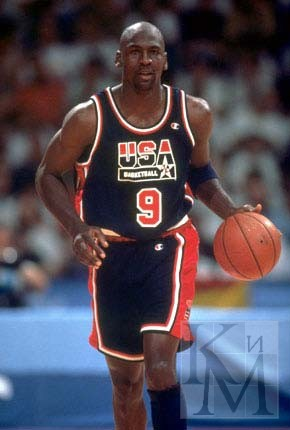 USA
BASKETBALL
9
К и М